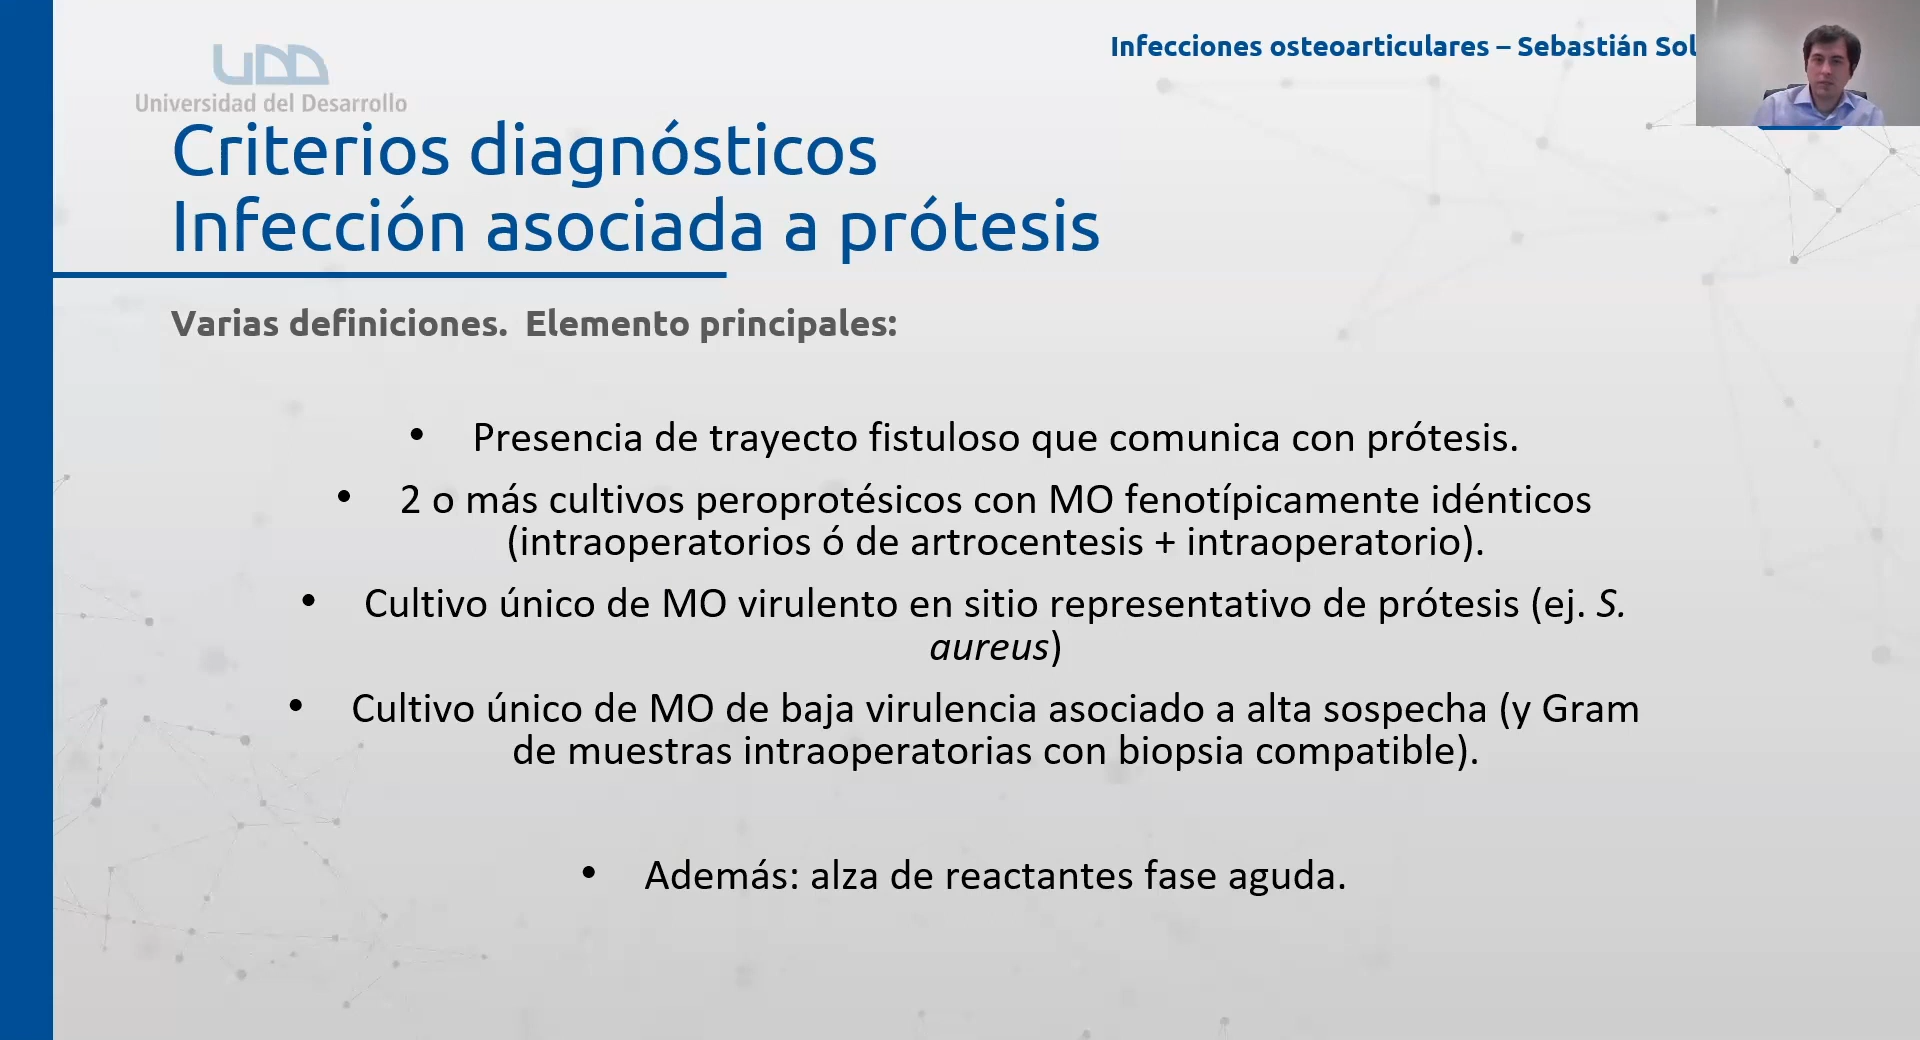 Infecciones osteoarticulares – Sebastián Sol
UDD
Universidad del Desarrollo
Criterios diagnósticos
Infección asociada a prótesis
Varias definiciones.  Elemento principales:
• Presencia de trayecto fistuloso que comunica con prótesis.
• 2 o más cultivos peroprotésicos con MO fenotípicamente idénticos
(intraoperatorios ó de artrocentesis + intraoperatorio).
• Cultivo único de MO virulento en sitio representativo de prótesis (ej. S.
aureus)
• Cultivo único de MO de baja virulencia asociado a alta sospecha (y Gram
de muestras intraoperatorias con biopsia compatible).
• Además: alza de reactantes fase aguda.